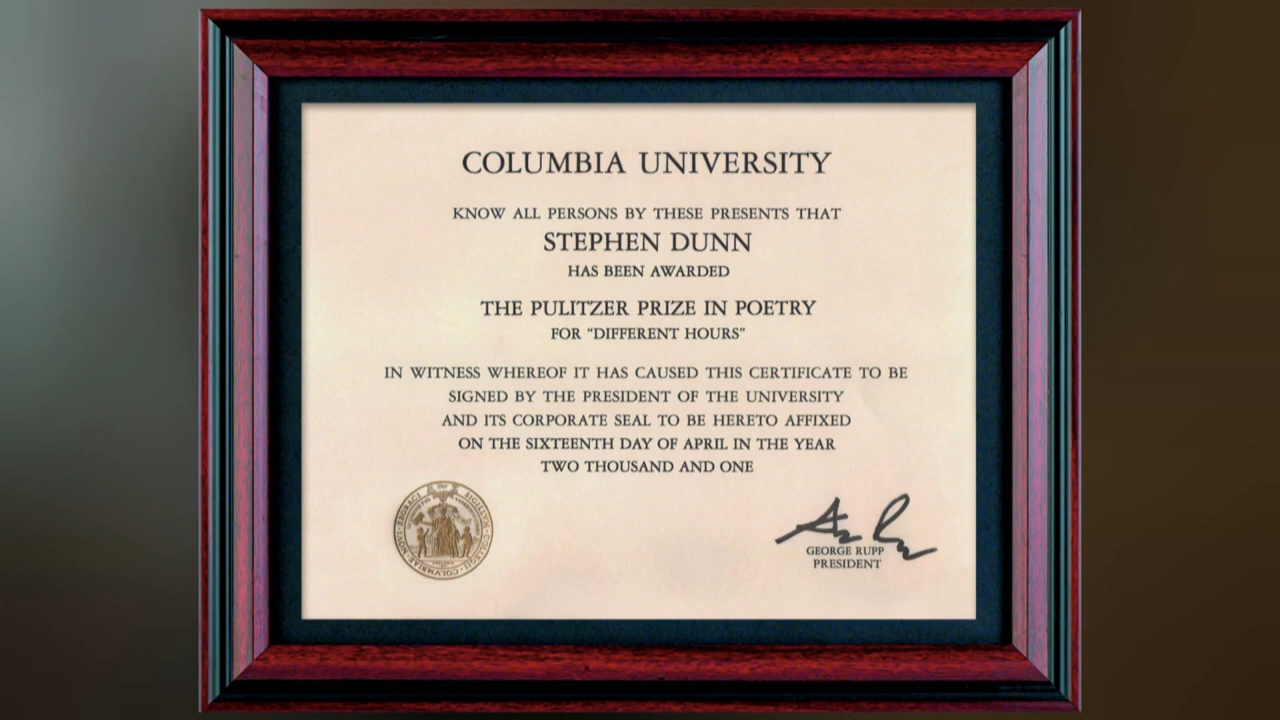 COLUMBIA UNIVERSITY
KNOW ALL PERSONS BY THESE PRESENTS THAT
STEPHEN DUNN
HAS BEEN AWARDED
THE PULITZER PRIZE IN POETRY
FOR “DIFFERENT HOURS”
IN WITNESS WHEREOF IT HAS CAUSED THIS CERTIFICATE TO BE
SIGNED BY THE PRESIDENT OF THE UNIVERSITY
AND ITS CORPORATE SEAL TO BE HERETO AFFIXED
ON THE SIXTEENTH DAY OF APRIL IN THE YEAR
TWO THOUSAND AND ONE
GEORGE RUPP
PRESIDENT